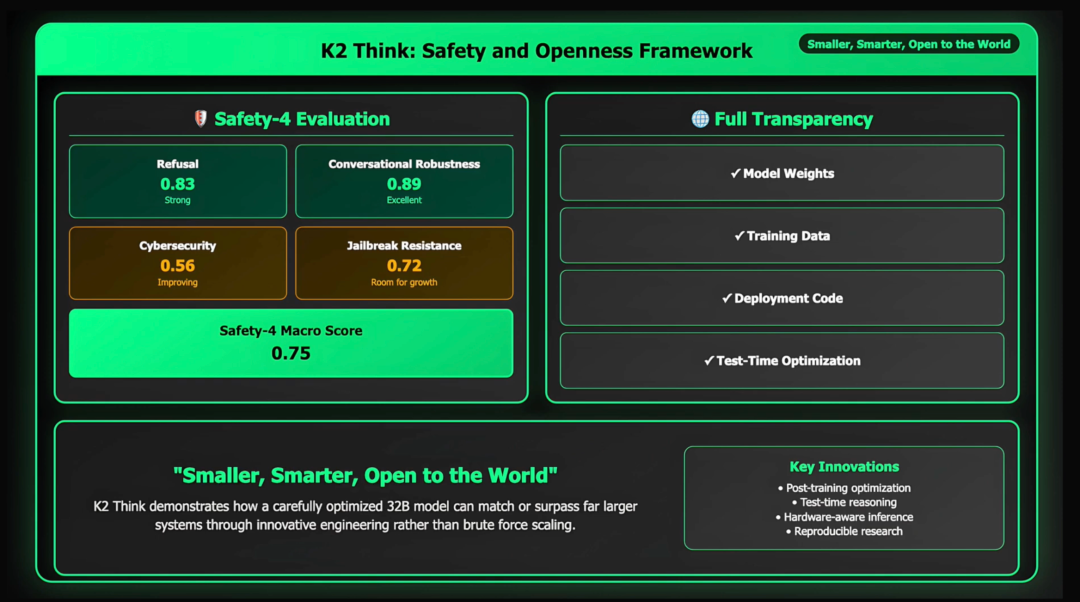 K2 Think: Safety and Openness Framework
Smaller, Smarter, Open to the World
Safety-4 Evaluation
Refusal
0.83
Strong
Conversational Robustness
0.89
Excellent
Cybersecurity
0.56
Improving
Jailbreak Resistance
0.72
Room for growth
Safety-4 Macro Score
0.75
Full Transparency
✓ Model Weights
✓ Training Data
✓ Deployment Code
✓ Test-Time Optimization
"Smaller, Smarter, Open to the World"
K2 Think demonstrates how a carefully optimized 32B model can match or surpass far larger
systems through innovative engineering rather than brute force scaling.
Key Innovations
• Post-training optimization
• Test-time reasoning
• Hardware-aware inference
• Reproducible research